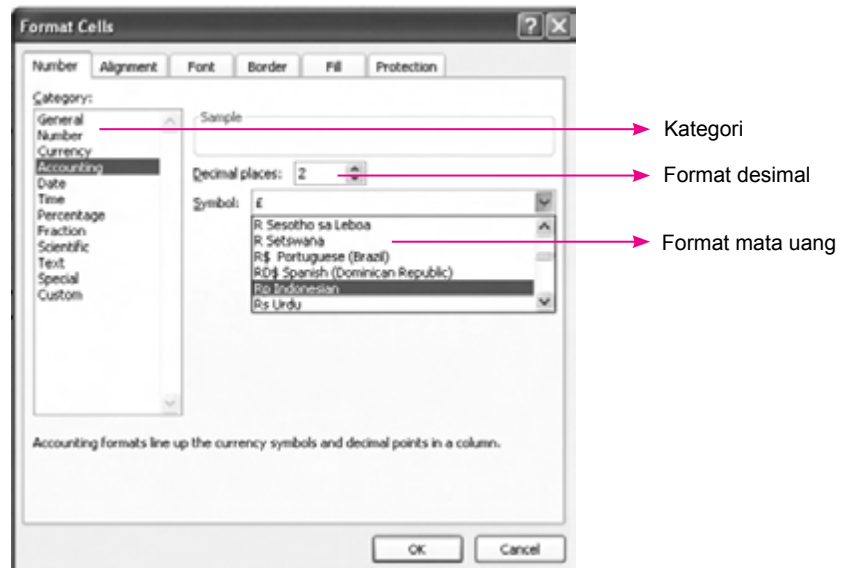 Format Cells
Number Alignment Font Border Fill Protection
Category:
General
Number
Currency
Accounting
Date
Time
Percentage
Fraction
Scientific
Text
Special
Custom
Sample
Decimal places: 2
Symbol: £
R Sesotho sa Leboa
R Setswana
R$ Portuguese (Brazil)
RD$ Spanish (Dominican Republic)
Rp Indonesian
Rs Urdu
Accounting formats line up the currency symbols and decimal points in a column.
OK Cancel
Kategori
Format desimal
Format mata uang